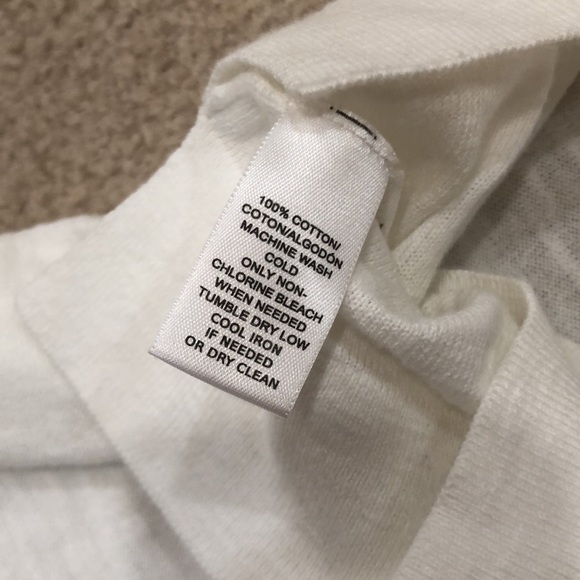 100% COTTON/
COTON/ALGODÓN
MACHINE WASH
COLD
ONLY NON-
CHLORINE BLEACH
WHEN NEEDED
TUMBLE DRY LOW
COOL IRON
IF NEEDED
OR DRY CLEAN